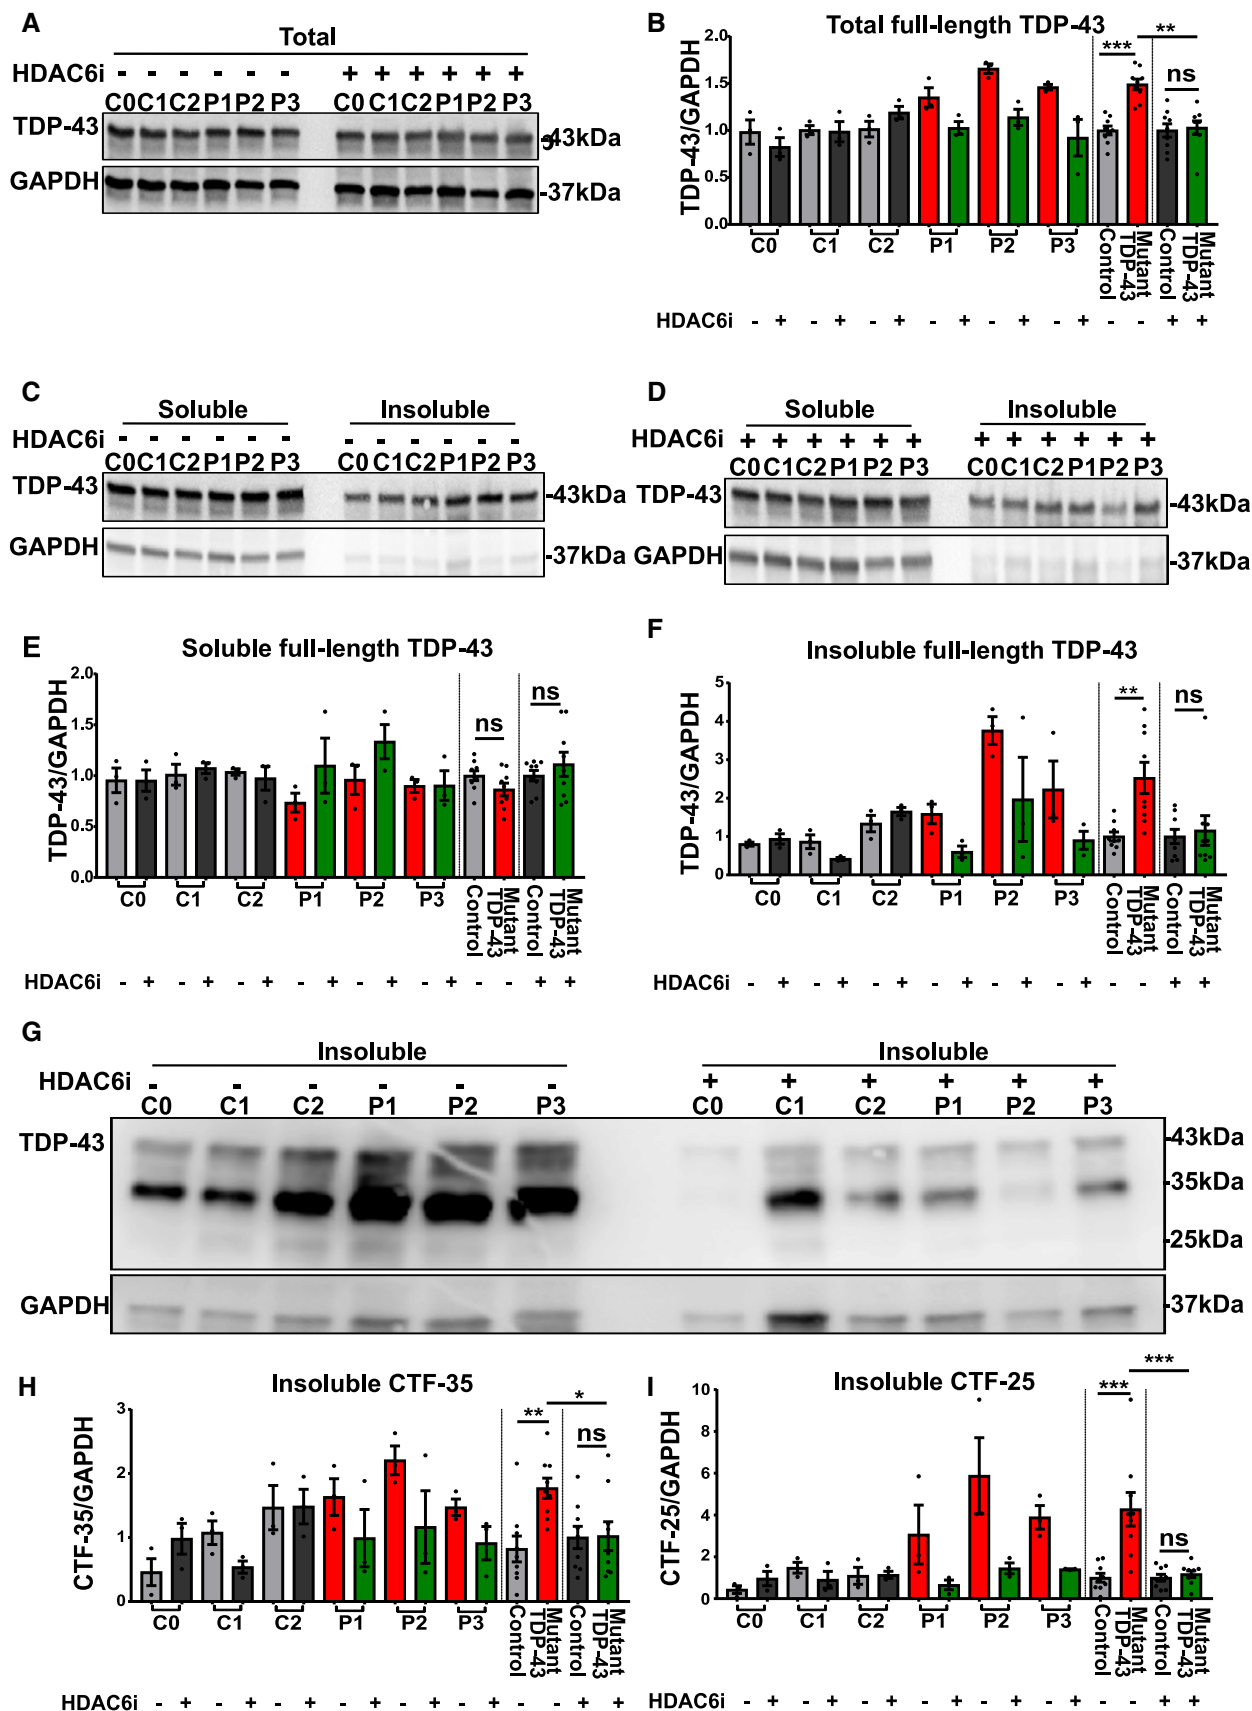 A
Total
HDAC6i - - - - - - + + + + + +
C0 C1 C2 P1 P2 P3 C0 C1 C2 P1 P2 P3
TDP-43 -43kDa
GAPDH -37kDa
B
Total full-length TDP-43
TDP-43/GAPDH
2.0
1.5
1.0
0.5
0.0
*** ** ns
C0 C1 C2 P1 P2 P3 Control Mutant TDP-43 Control Mutant TDP-43
HDAC6i - + - + - + - + - + - + - - + +
C
Soluble Insoluble
HDAC6i - - - - - - - - - - - -
C0 C1 C2 P1 P2 P3 C0 C1 C2 P1 P2 P3
TDP-43 -43kDa
GAPDH -37kDa
D
Soluble Insoluble
HDAC6i + + + + + + + + + + + +
C0 C1 C2 P1 P2 P3 C0 C1 C2 P1 P2 P3
TDP-43 -43kDa
GAPDH -37kDa
E
Soluble full-length TDP-43
TDP-43/GAPDH
2.0
1.5
1.0
0.5
0.0
ns ns
C0 C1 C2 P1 P2 P3 Control Mutant TDP-43 Control Mutant TDP-43
HDAC6i - + - + - + - + - + - + - - + +
F
Insoluble full-length TDP-43
TDP-43/GAPDH
5
4
3
2
1
0
** ns
C0 C1 C2 P1 P2 P3 Control Mutant TDP-43 Control Mutant TDP-43
HDAC6i - + - + - + - + - + - + - - + +
G
Insoluble Insoluble
HDAC6i - - - - - - + + + + + +
C0 C1 C2 P1 P2 P3 C0 C1 C2 P1 P2 P3
TDP-43 -43kDa
-35kDa
-25kDa
GAPDH -37kDa
H
Insoluble CTF-35
CTF-35/GAPDH
3
2
1
0
** * ns
C0 C1 C2 P1 P2 P3 Control Mutant TDP-43 Control Mutant TDP-43
HDAC6i - + - + - + - + - + - + - - + +
I
Insoluble CTF-25
CTF-25/GAPDH
10
8
6
4
2
0
*** *** ns
C0 C1 C2 P1 P2 P3 Control Mutant TDP-43 Control Mutant TDP-43
HDAC6i - + - + - + - + - + - + - - + +